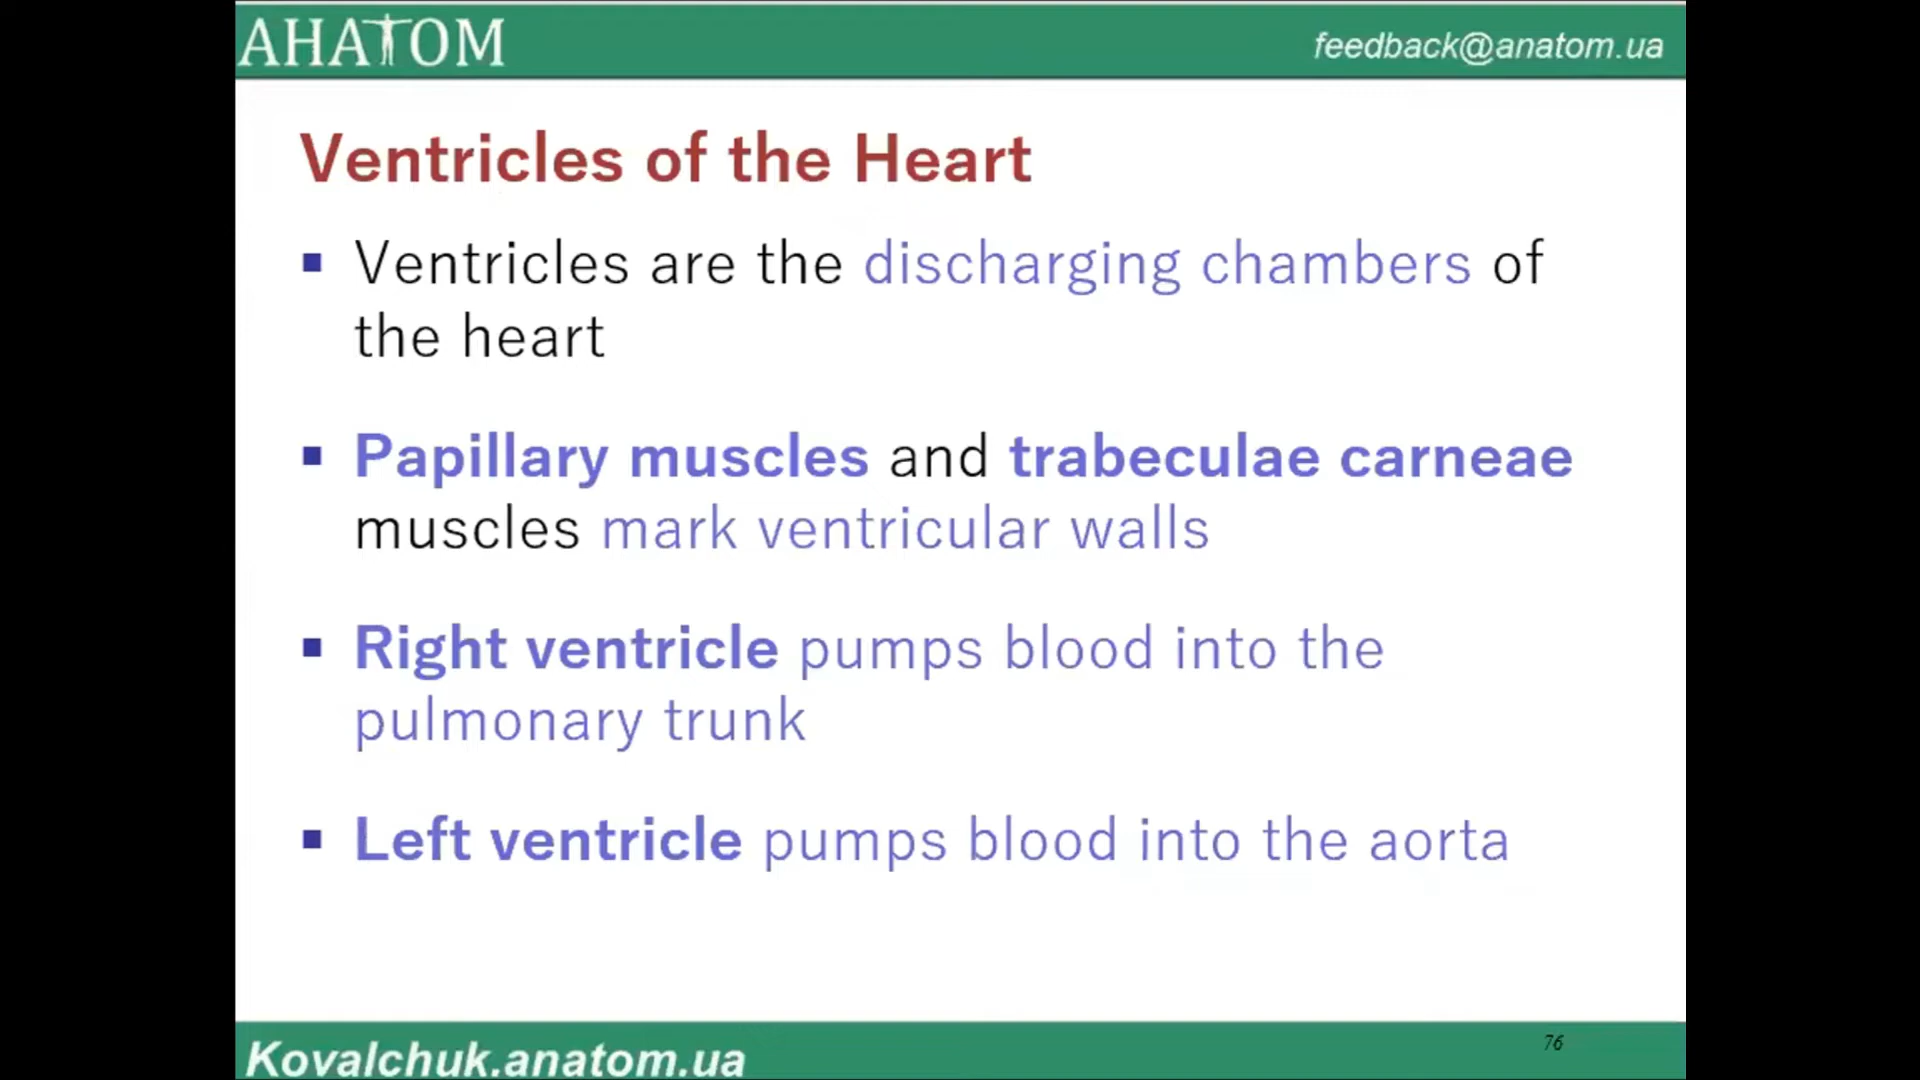 АНАТОМ
feedback@anatom.ua
Ventricles of the Heart
▪ Ventricles are the discharging chambers of
the heart
▪ Papillary muscles and trabeculae carneae
muscles mark ventricular walls
▪ Right ventricle pumps blood into the
pulmonary trunk
▪ Left ventricle pumps blood into the aorta
Kovalchuk.anatom.ua
76